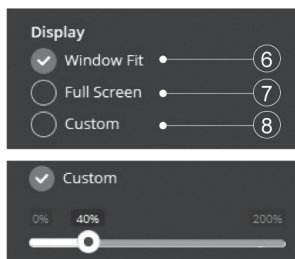 Display
Window Fit 6
Full Screen 7
Custom 8
Custom
0% 40% 200%